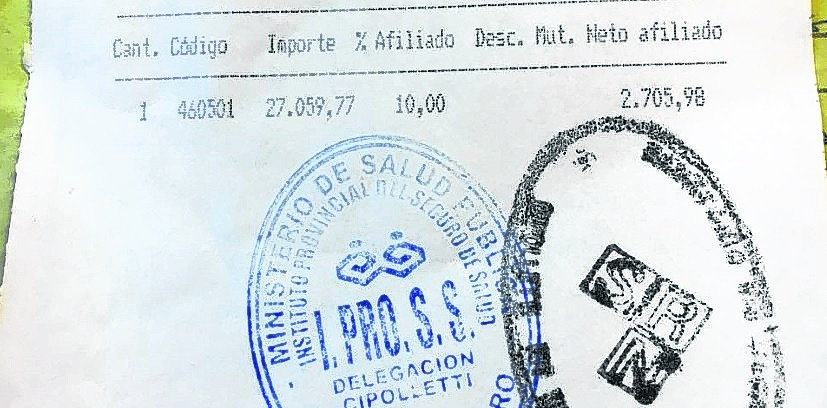 Cant. Código Importe % Afiliado Desc. Mut. Neto afiliado
1 460501 27.059,77 10,00 2.705,98
MINISTERIO DE SALUD PUBLICA
INSTITUTO PROVINCIAL DEL SEGURO DE SALUD
I.PRO.S.S.
DELEGACION
CIPOLLETTI
SRN